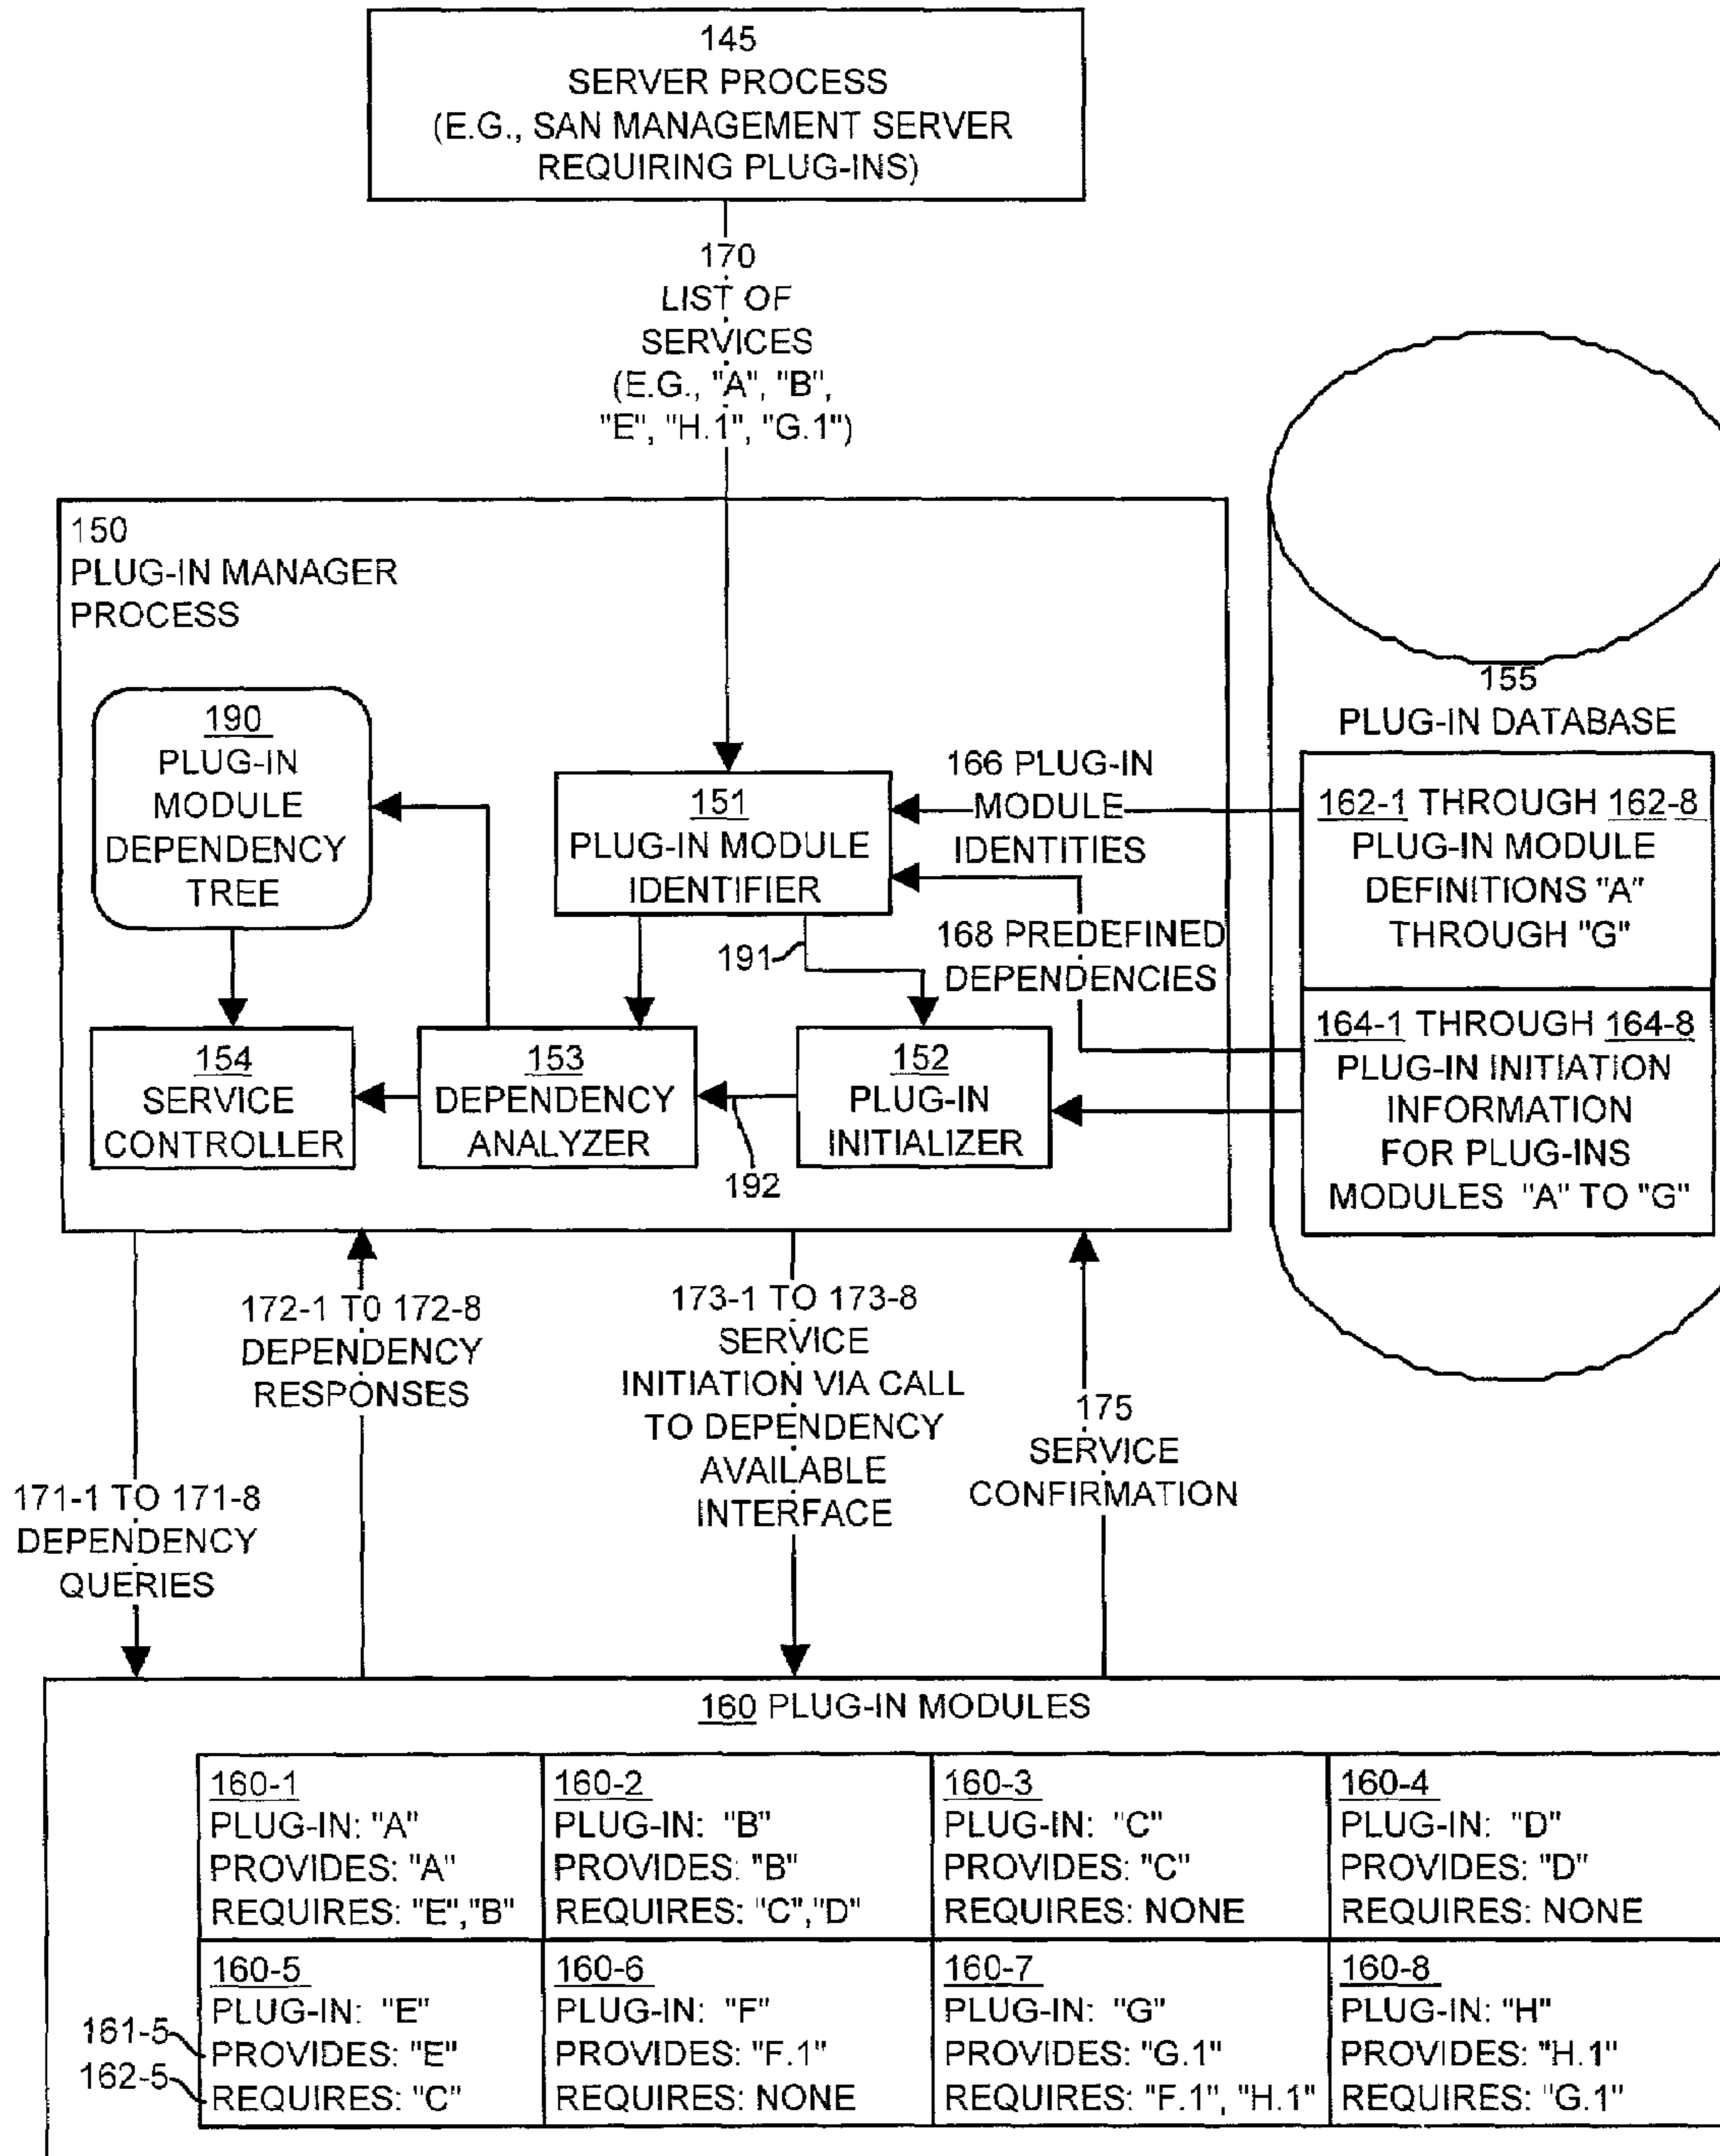 145
SERVER PROCESS
(E.G., SAN MANAGEMENT SERVER
REQUIRING PLUG-INS)
170
LIST OF
SERVICES
(E.G., "A", "B",
"E", "H.1", "G.1")
150
PLUG-IN MANAGER
PROCESS
155
PLUG-IN DATABASE
190
PLUG-IN
MODULE
DEPENDENCY
TREE
151
PLUG-IN MODULE
IDENTIFIER
166 PLUG-IN
MODULE
IDENTITIES
162-1 THROUGH 162-8
PLUG-IN MODULE
DEFINITIONS "A"
THROUGH "G"
191
168 PREDEFINED
DEPENDENCIES
164-1 THROUGH 164-8
PLUG-IN INITIATION
INFORMATION
FOR PLUG-INS
MODULES "A" TO "G"
154
SERVICE
CONTROLLER
153
DEPENDENCY
ANALYZER
152
PLUG-IN
INITIALIZER
192
171-1 TO 171-8
DEPENDENCY
QUERIES
172-1 TO 172-8
DEPENDENCY
RESPONSES
173-1 TO 173-8
SERVICE
INITIATION VIA CALL
TO DEPENDENCY
AVAILABLE
INTERFACE
175
SERVICE
CONFIRMATION
160 PLUG-IN MODULES
160-1
PLUG-IN: "A"
PROVIDES: "A"
REQUIRES: "E","B"
160-2
PLUG-IN: "B"
PROVIDES: "B"
REQUIRES: "C","D"
160-3
PLUG-IN: "C"
PROVIDES: "C"
REQUIRES: NONE
160-4
PLUG-IN: "D"
PROVIDES: "D"
REQUIRES: NONE
161-5
162-5
160-5
PLUG-IN: "E"
PROVIDES: "E"
REQUIRES: "C"
160-6
PLUG-IN: "F"
PROVIDES: "F.1"
REQUIRES: NONE
160-7
PLUG-IN: "G"
PROVIDES: "G.1"
REQUIRES: "F.1", "H.1"
160-8
PLUG-IN: "H"
PROVIDES: "H.1"
REQUIRES: "G.1"